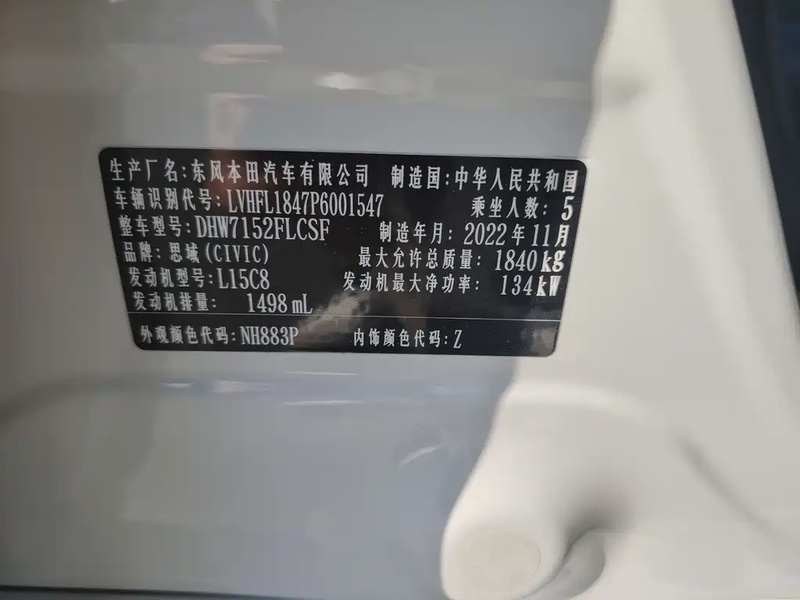 生产厂名:东风本田汽车有限公司 制造国:中华人民共和国
车辆识别代号:LVHFL1847P6001547 乘坐人数:5
整车型号:DHW7152FLCSF 制造年月:2022年11月
品牌:思域(CIVIC) 最大允许总质量:1840kg
发动机型号:L15C8 发动机最大净功率:134kW
发动机排量:1498mL
外观颜色代码:NH883P 内饰颜色代码:Z